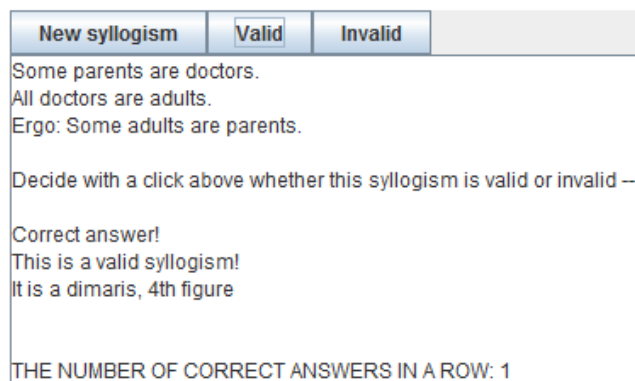 New syllogism Valid Invalid
Some parents are doctors.
All doctors are adults.
Ergo: Some adults are parents.
Decide with a click above whether this syllogism is valid or invalid --
Correct answer!
This is a valid syllogism!
It is a dimaris, 4th figure
THE NUMBER OF CORRECT ANSWERS IN A ROW: 1